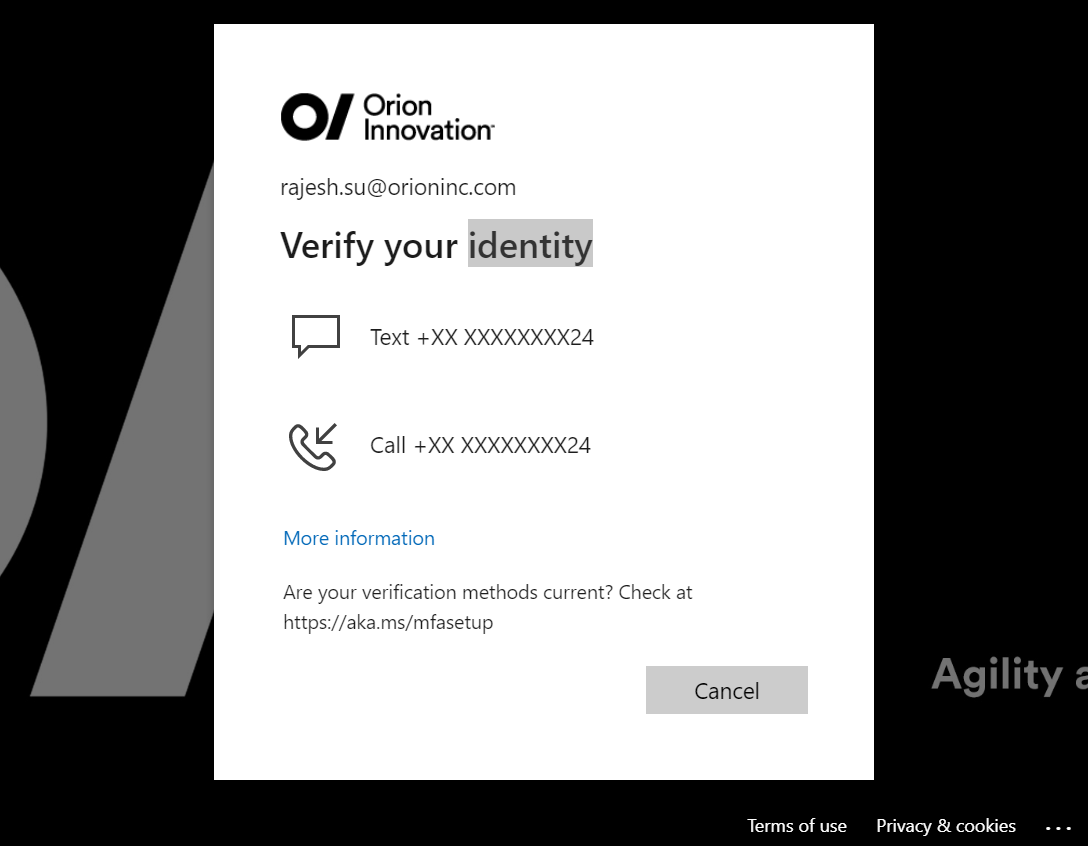 Orion
Innovation
rajesh.su@orioninc.com
Verify your identity
Text +XX XXXXXXXX24
Call +XX XXXXXXXX24
More information
Are your verification methods current? Check at
https://aka.ms/mfasetup
Cancel
Agility a
Terms of use
Privacy & cookies
...